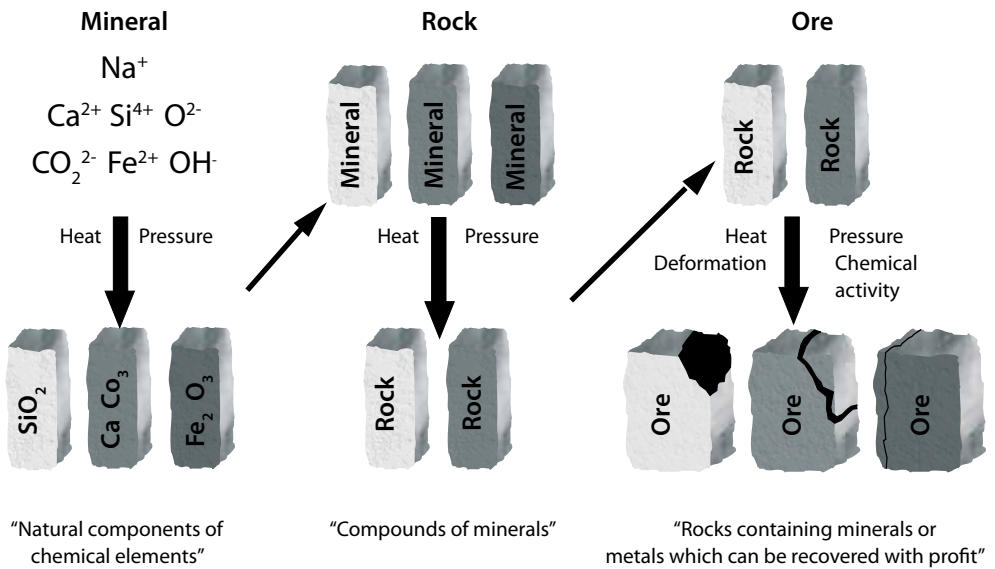 Mineral
Na⁺
Ca²⁺ Si⁴⁺ O²⁻
CO₂²⁻ Fe²⁺ OH⁻
Heat Pressure
SiO₂
Ca Co₃
Fe₂ O₃
“Natural components of
chemical elements”
Rock
Mineral
Mineral
Mineral
Heat Pressure
Rock
Rock
“Compounds of minerals”
Ore
Rock
Rock
Heat
Deformation
Pressure
Chemical
activity
Ore
Ore
Ore
“Rocks containing minerals or
metals which can be recovered with profit”